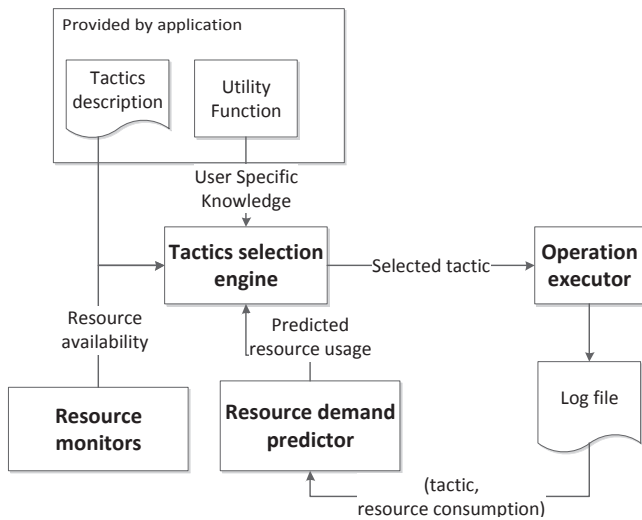 Provided by application
Tactics
description
Utility
Function
User Specific
Knowledge
Tactics selection
engine
Selected tactic
Operation
executor
Resource
availability
Predicted
resource usage
Resource
monitors
Resource demand
predictor
Log file
(tactic,
resource consumption)